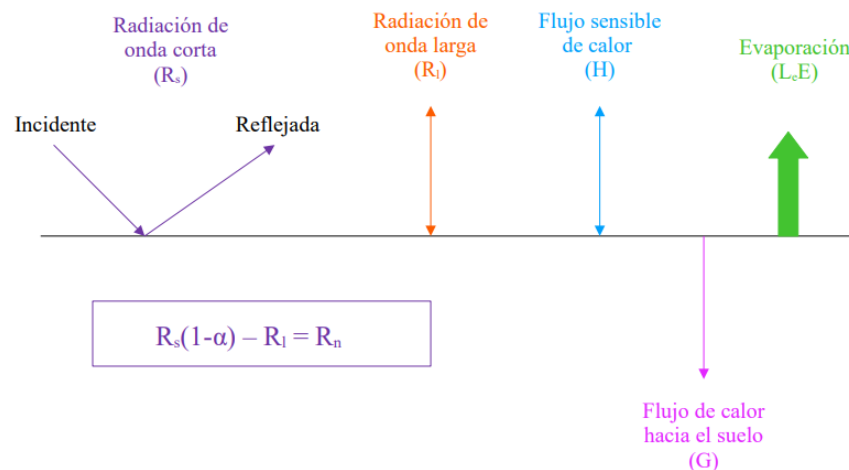 Radiación de
onda corta
(Rₛ)
Radiación de
onda larga
(Rₗ)
Flujo sensible
de calor
(H)
Evaporación
(LₑE)
Incidente
Reflejada
Rₛ(1-α) – Rₗ = Rₙ
Flujo de calor
hacia el suelo
(G)